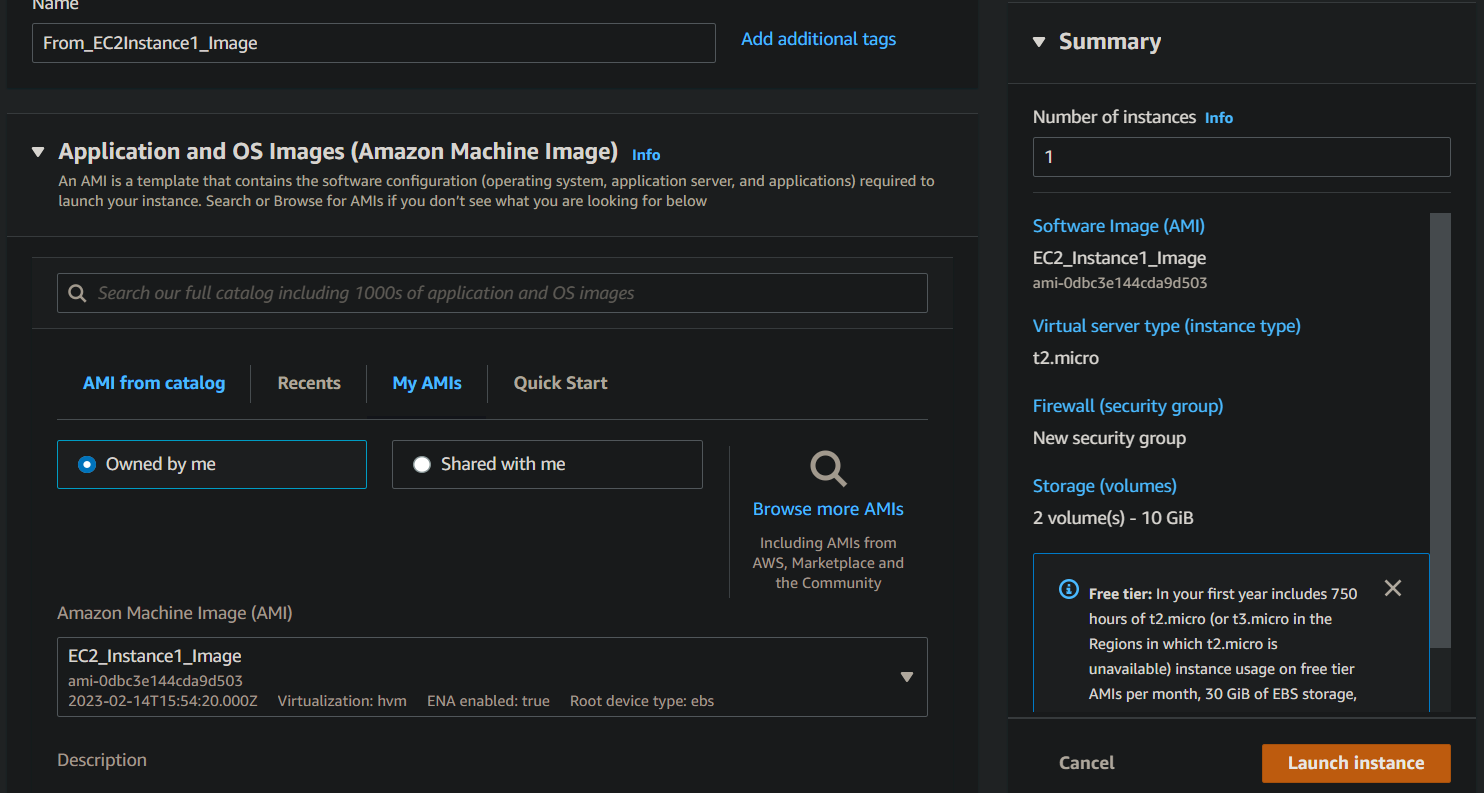 Name
From_EC2Instance1_Image
Add additional tags
Application and OS Images (Amazon Machine Image) Info
An AMI is a template that contains the software configuration (operating system, application server, and applications) required to
launch your instance. Search or Browse for AMIs if you don't see what you are looking for below
Search our full catalog including 1000s of application and OS images
AMI from catalog
Recents
My AMIs
Quick Start
Owned by me
Shared with me
Browse more AMIs
Including AMIs from
AWS, Marketplace and
the Community
Amazon Machine Image (AMI)
EC2_Instance1_Image
ami-0dbc3e144cda9d503
2023-02-14T15:54:20.000Z Virtualization: hvm ENA enabled: true Root device type: ebs
Description
Summary
Number of instances Info
1
Software Image (AMI)
EC2_Instance1_Image
ami-0dbc3e144cda9d503
Virtual server type (instance type)
t2.micro
Firewall (security group)
New security group
Storage (volumes)
2 volume(s) - 10 GiB
Free tier: In your first year includes 750
hours of t2.micro (or t3.micro in the
Regions in which t2.micro is
unavailable) instance usage on free tier
AMIs per month, 30 GiB of EBS storage,
Cancel
Launch instance